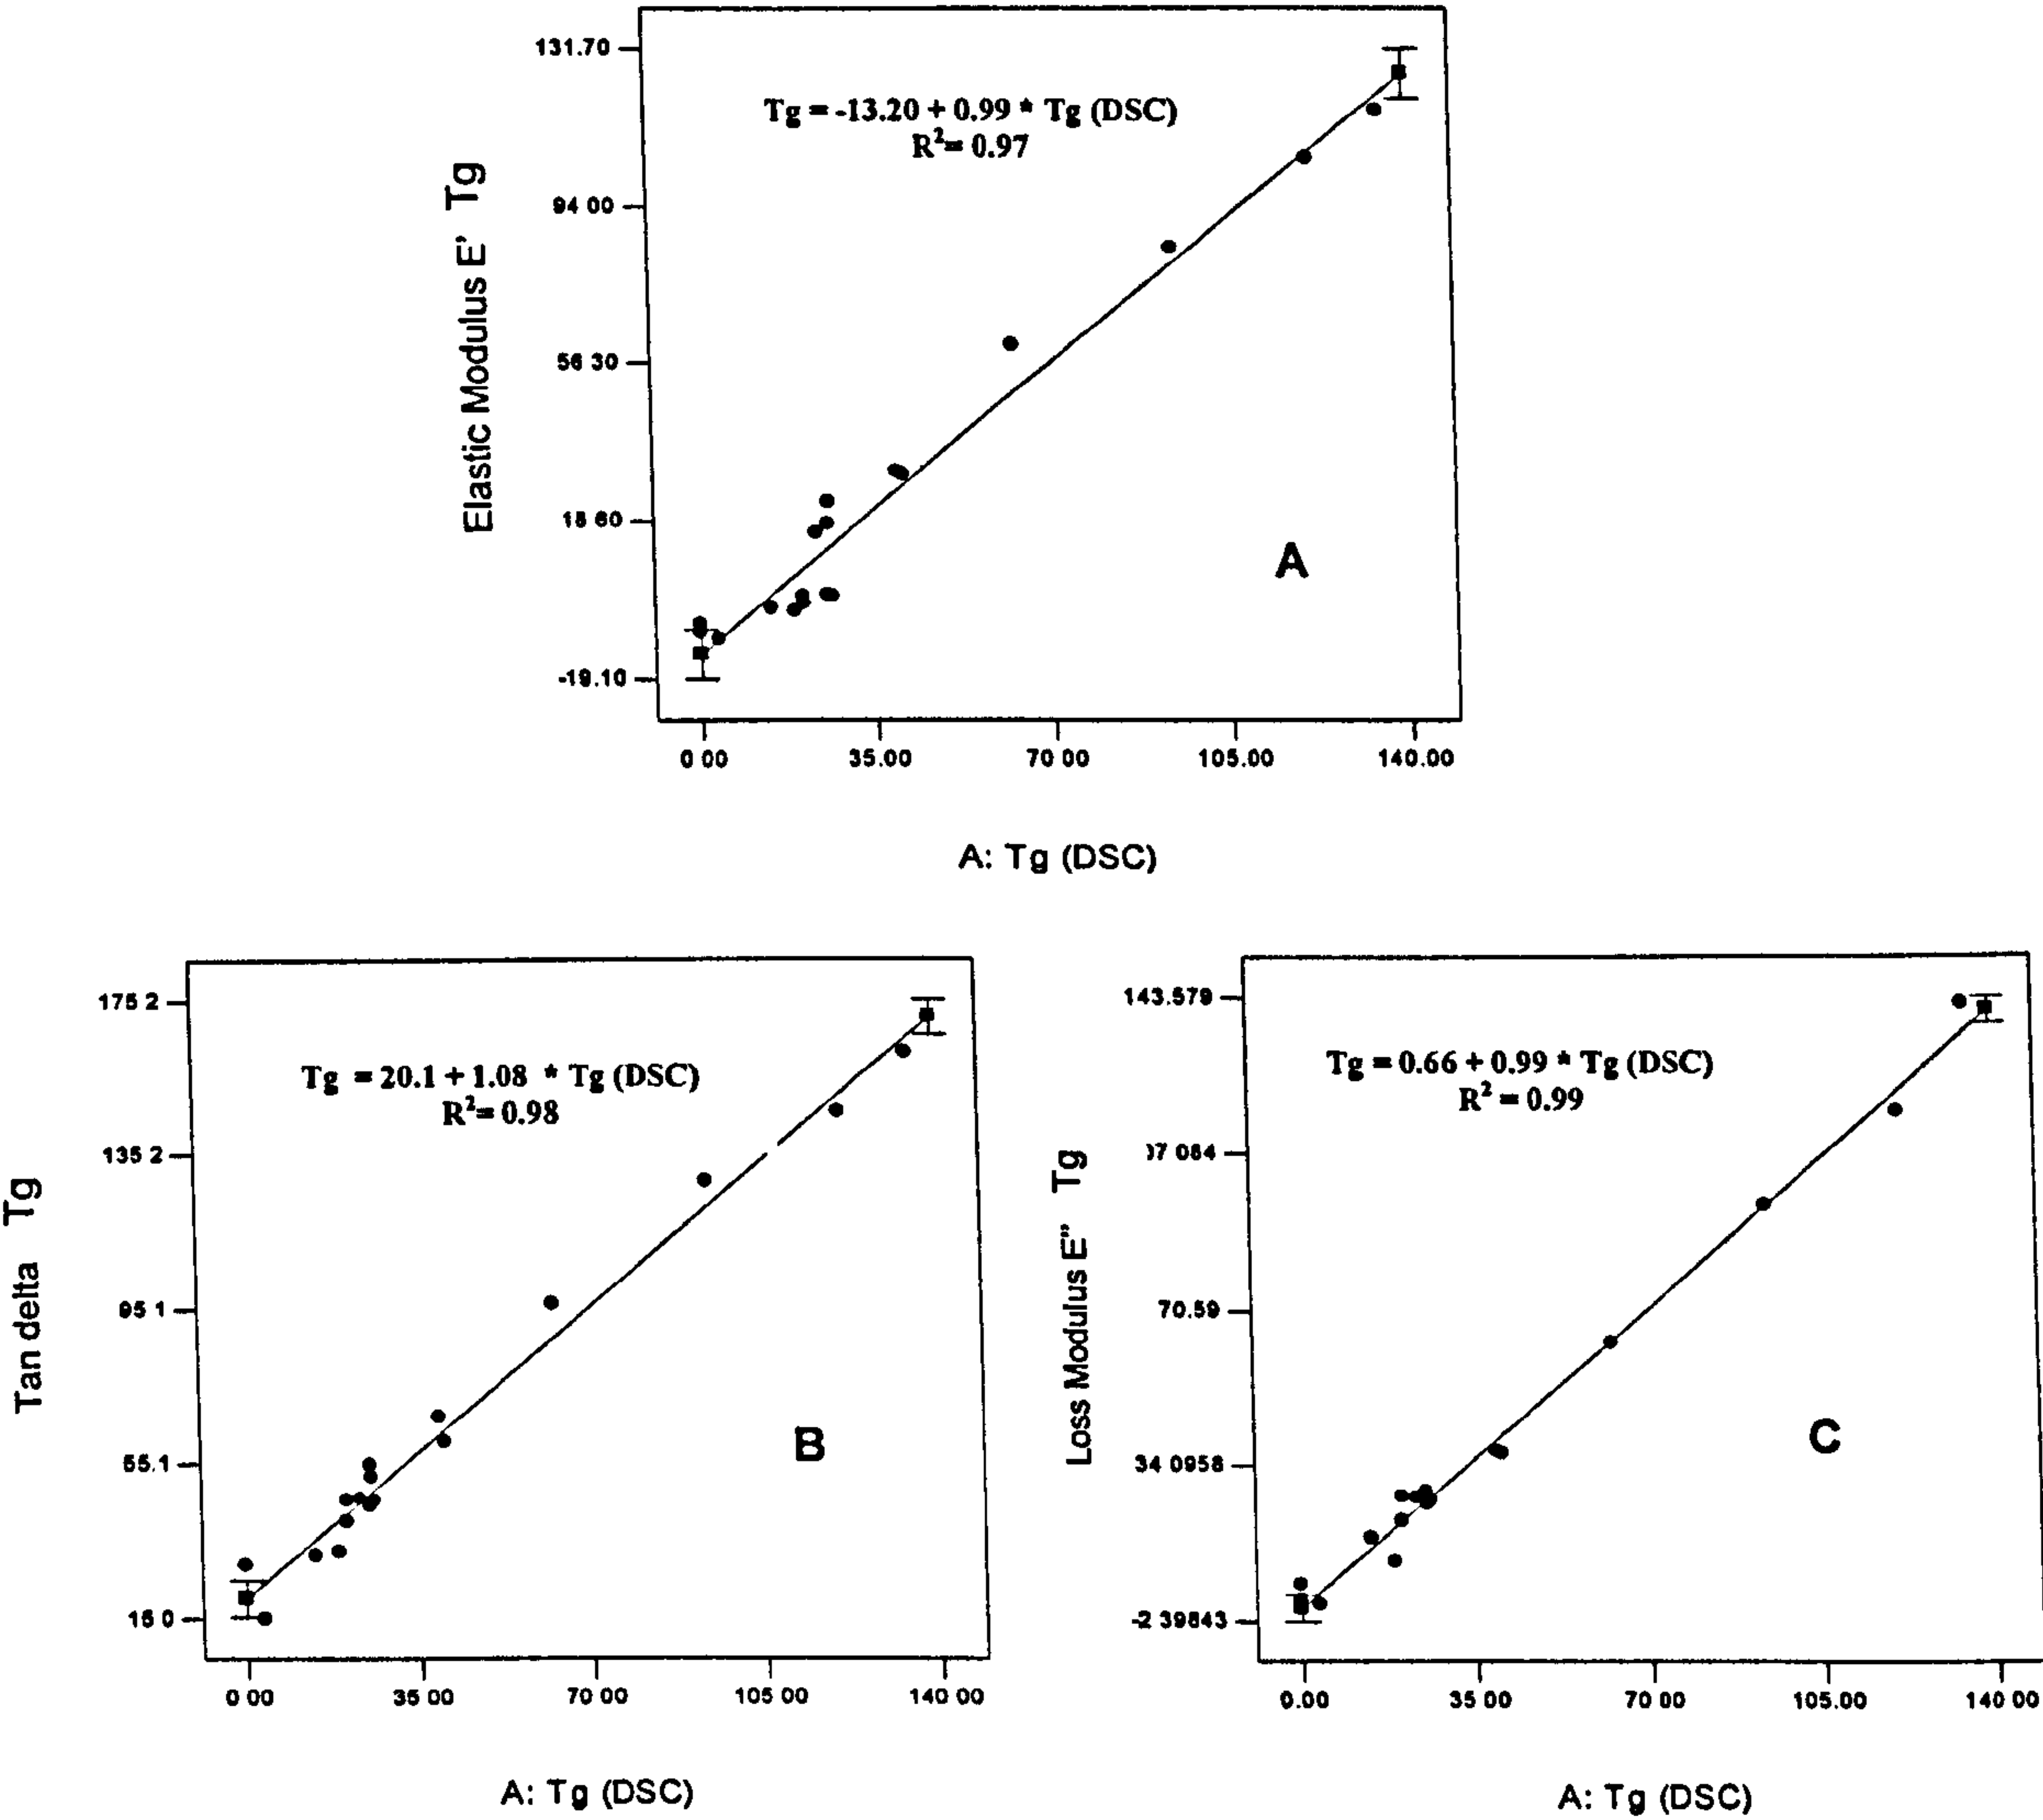 131.70
Tg = -13.20 + 0.99 * Tg (DSC)
R²= 0.97
94 00
Elastic Modulus E' Tg
56 30
18 60
A
-19.10
0 00 35.00 70 00 105.00 140.00
A: Tg (DSC)
175 2
Tg = 20.1 + 1.08 * Tg (DSC)
R²= 0.98
135 2
Tan delta Tg
95 1
B
55.1
15 0
0 00 35 00 70 00 105 00 140 00
A: Tg (DSC)
143.579
Tg = 0.66 + 0.99 * Tg (DSC)
R² = 0.99
07 084
Loss Modulus E'' Tg
70.59
C
34 0958
-2 39843
0.00 35 00 70 00 105.00 140 00
A: Tg (DSC)